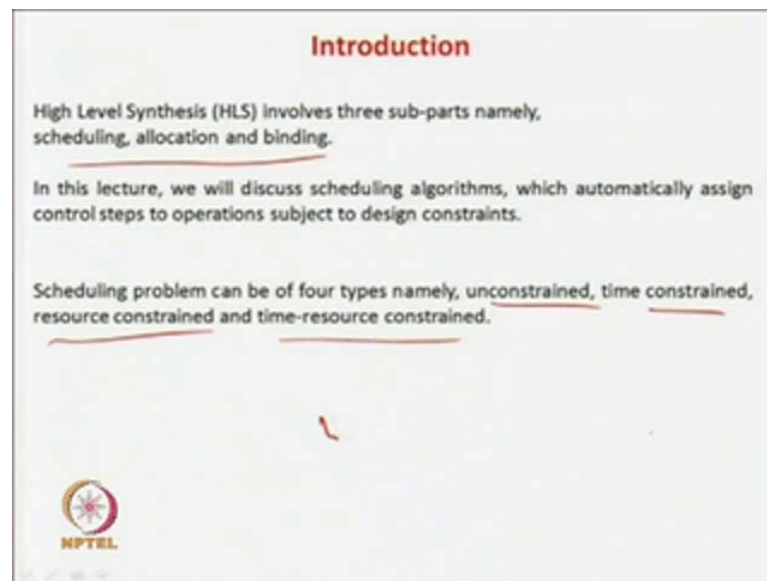 Introduction
High Level Synthesis (HLS) involves three sub-parts namely,
scheduling, allocation and binding.
In this lecture, we will discuss scheduling algorithms, which automatically assign
control steps to operations subject to design constraints.
Scheduling problem can be of four types namely, unconstrained, time constrained,
resource constrained and time-resource constrained.
NPTEL